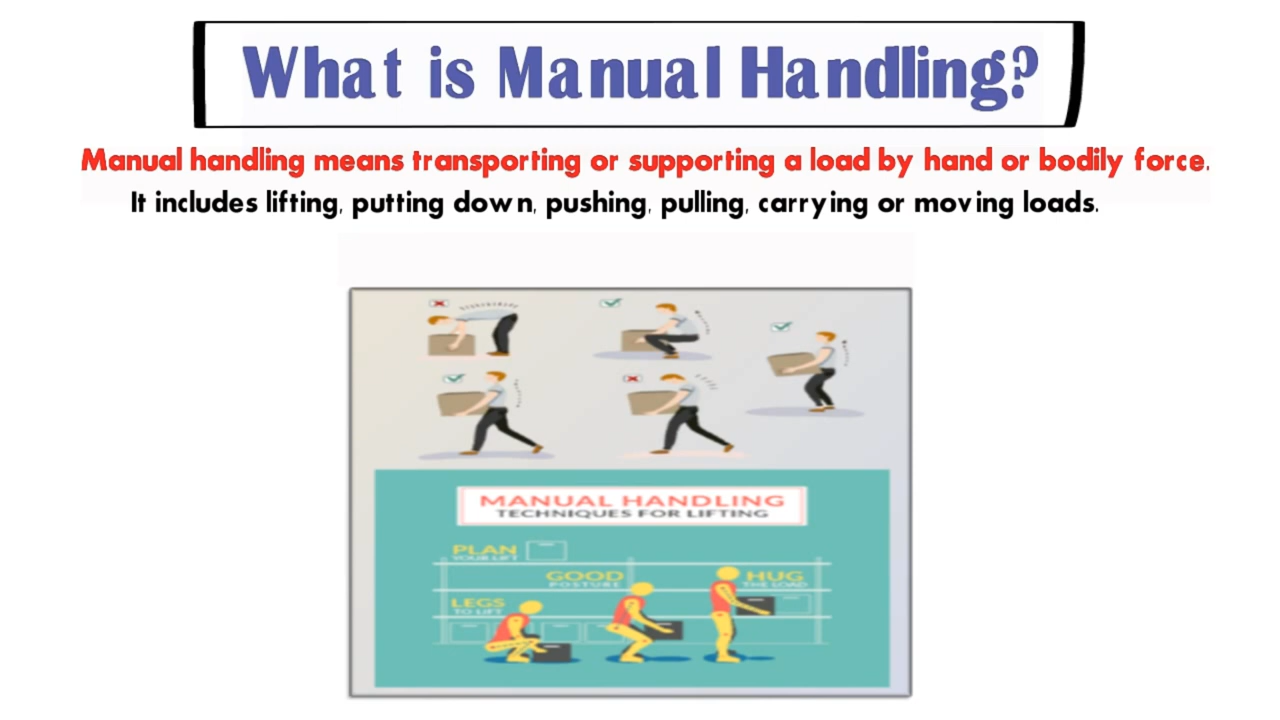 What is Manual Handling?
Manual handling means transporting or supporting a load by hand or bodily force.
It includes lifting, putting down, pushing, pulling, carrying or moving loads.
MANUAL HANDLING
TECHNIQUES FOR LIFTING
PLAN
YOUR LIFT
GOOD
POSTURE
HUG
THE LOAD
LEGS
TO LIFT